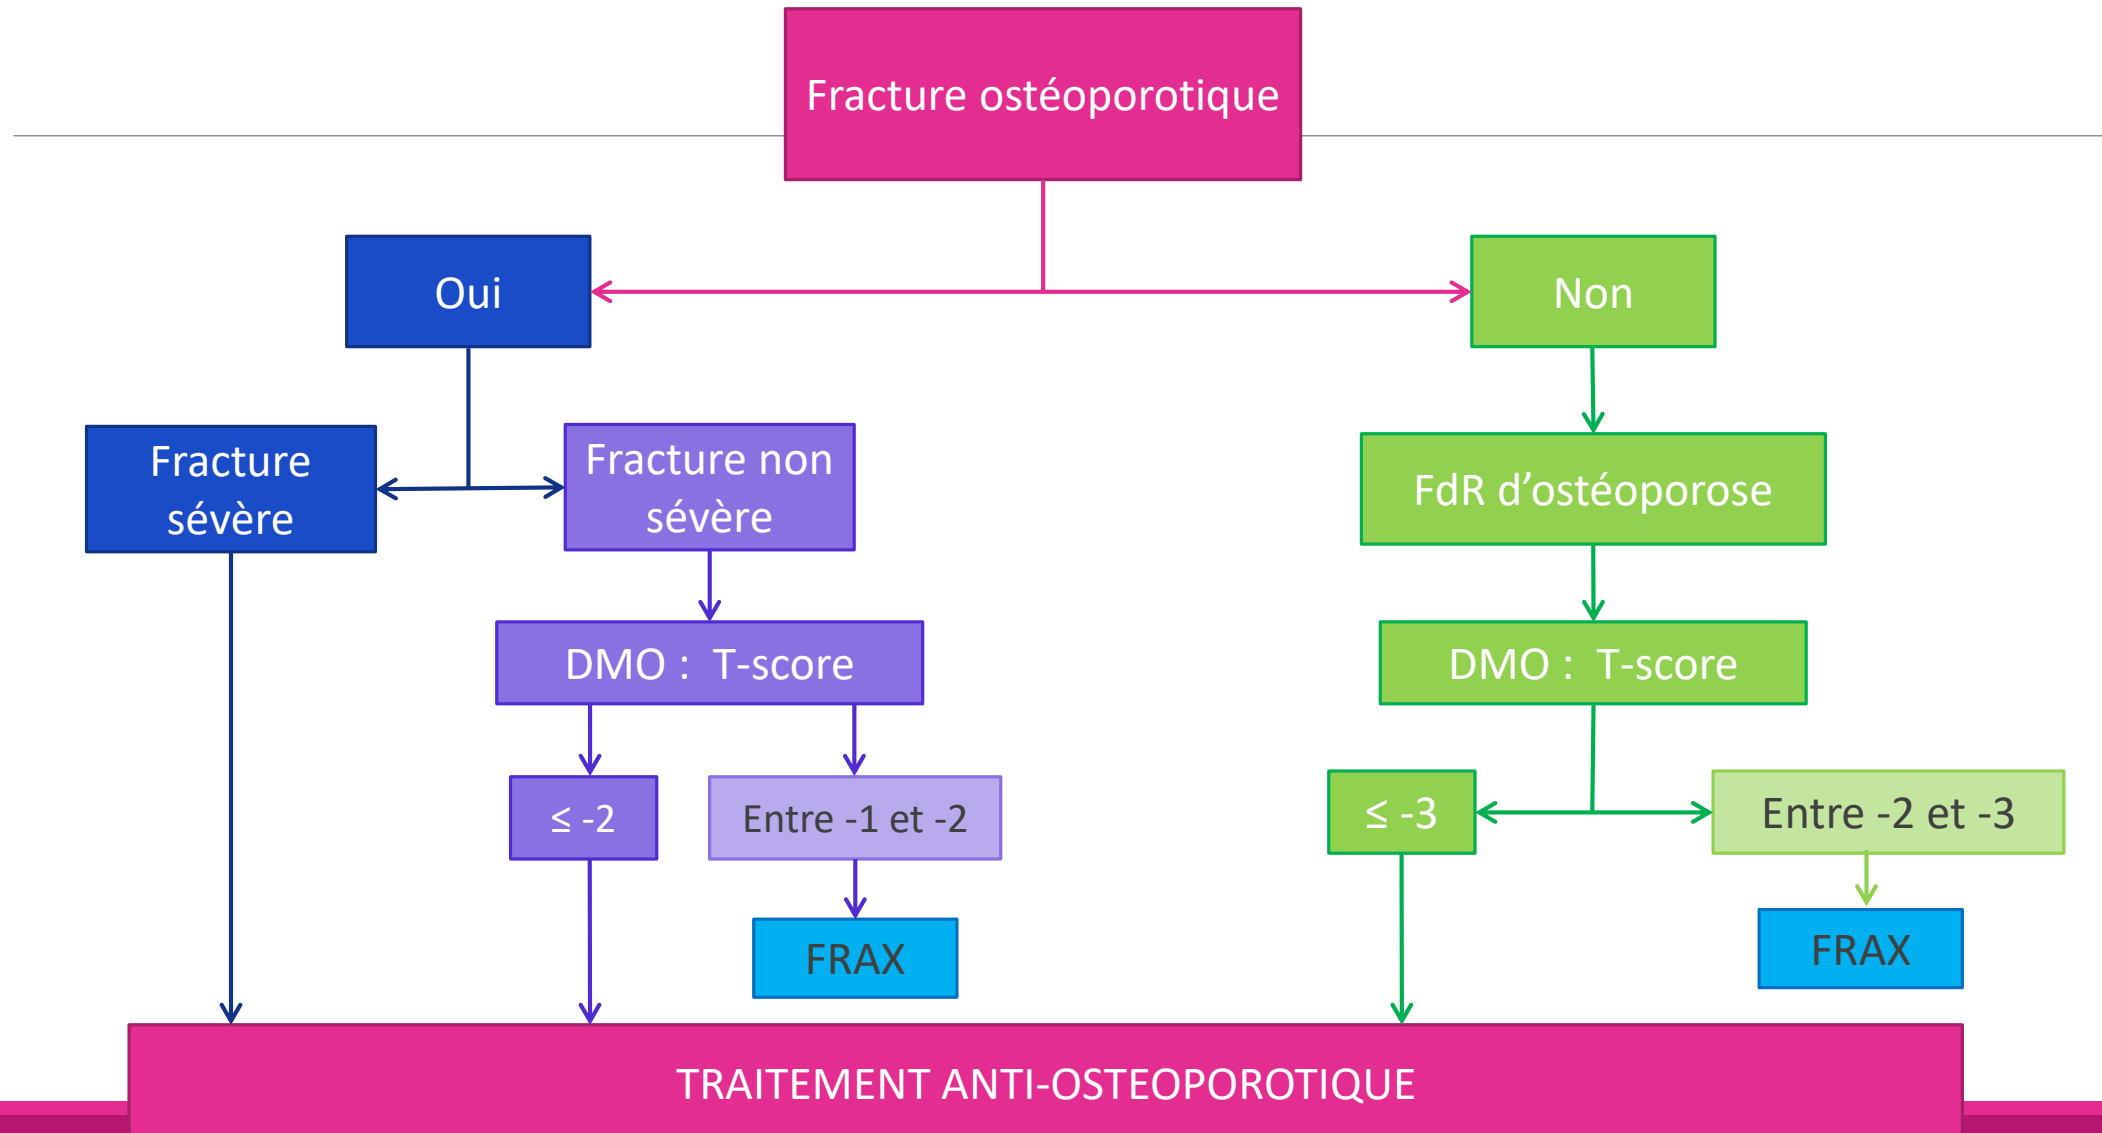 Fracture ostéoporotique
Oui
Non
Fracture
sévère
Fracture non
sévère
FdR d’ostéoporose
DMO : T-score
DMO : T-score
≤ -2
Entre -1 et -2
≤ -3
Entre -2 et -3
FRAX
FRAX
TRAITEMENT ANTI-OSTEOPOROTIQUE